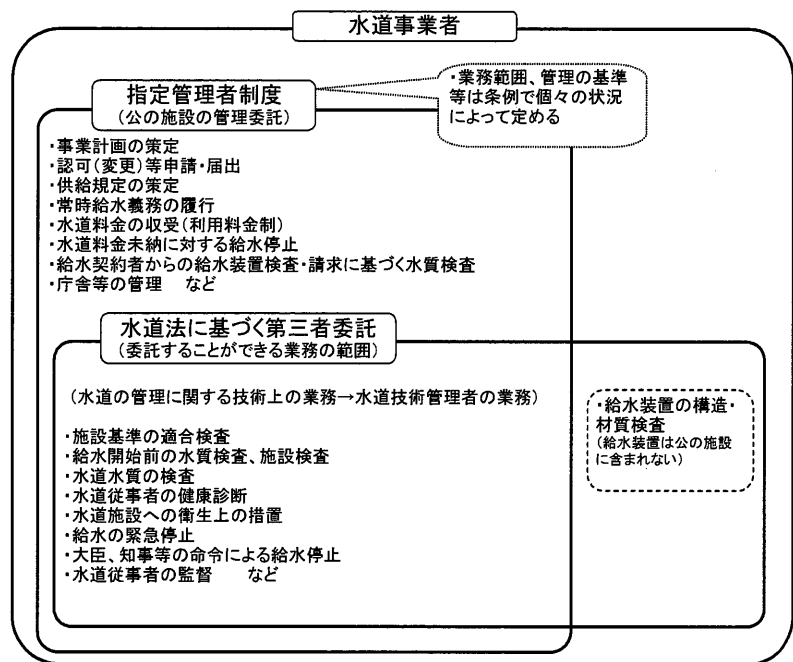 水道事業者
指定管理者制度
(公の施設の管理委託)
・業務範囲、管理の基準
等は条例で個々の状況
によって定める
・事業計画の策定
・認可(変更)等申請・届出
・供給規定の策定
・常時給水義務の履行
・水道料金の収受(利用料金制)
・水道料金未納に対する給水停止
・給水契約者からの給水装置検査・請求に基づく水質検査
・庁舎等の管理 など
水道法に基づく第三者委託
(委託することができる業務の範囲)
(水道の管理に関する技術上の業務→水道技術管理者の業務)
・施設基準の適合検査
・給水開始前の水質検査、施設検査
・水道水質の検査
・水道従事者の健康診断
・水道施設への衛生上の措置
・給水の緊急停止
・大臣、知事等の命令による給水停止
・水道従事者の監督 など
・給水装置の構造・
材質検査
(給水装置は公の施設
に含まれない)